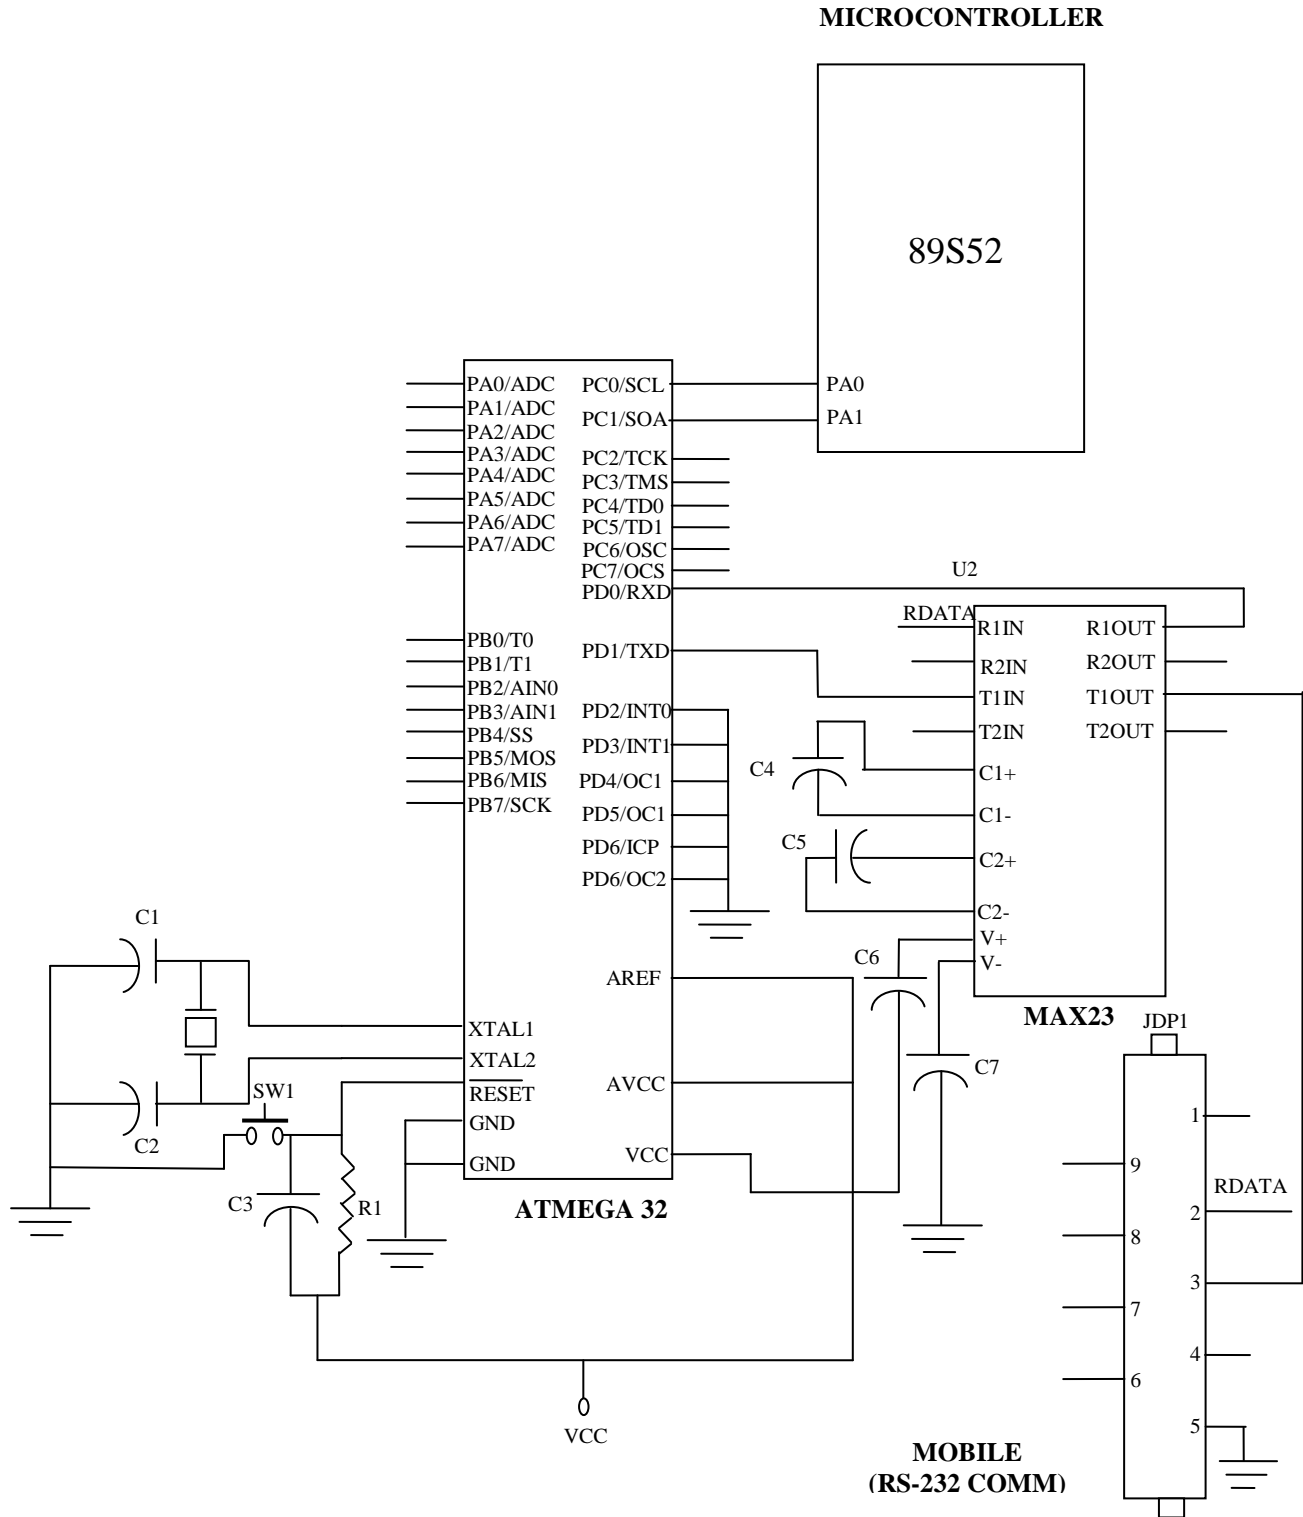 MICROCONTROLLER
89S52
PA0
PA1
PA0/ADC
PA1/ADC
PA2/ADC
PA3/ADC
PA4/ADC
PA5/ADC
PA6/ADC
PA7/ADC
PB0/T0
PB1/T1
PB2/AIN0
PB3/AIN1
PB4/SS
PB5/MOS
PB6/MIS
PB7/SCK
XTAL1
XTAL2
RESET
GND
GND
PC0/SCL
PC1/SOA
PC2/TCK
PC3/TMS
PC4/TD0
PC5/TD1
PC6/OSC
PC7/OCS
PD0/RXD
PD1/TXD
PD2/INT0
PD3/INT1
PD4/OC1
PD5/OC1
PD6/ICP
PD6/OC2
AREF
AVCC
VCC
ATMEGA 32
U2
RDATA
R1IN
R2IN
T1IN
T2IN
C1+
C1-
C2+
C2-
V+
V-
R1OUT
R2OUT
T1OUT
T2OUT
MAX23
C4
C5
C6
C7
C1
C2
SW1
C3
R1
VCC
JDP1
1
9
RDATA
2
8
3
7
4
6
5
MOBILE
(RS-232 COMM)